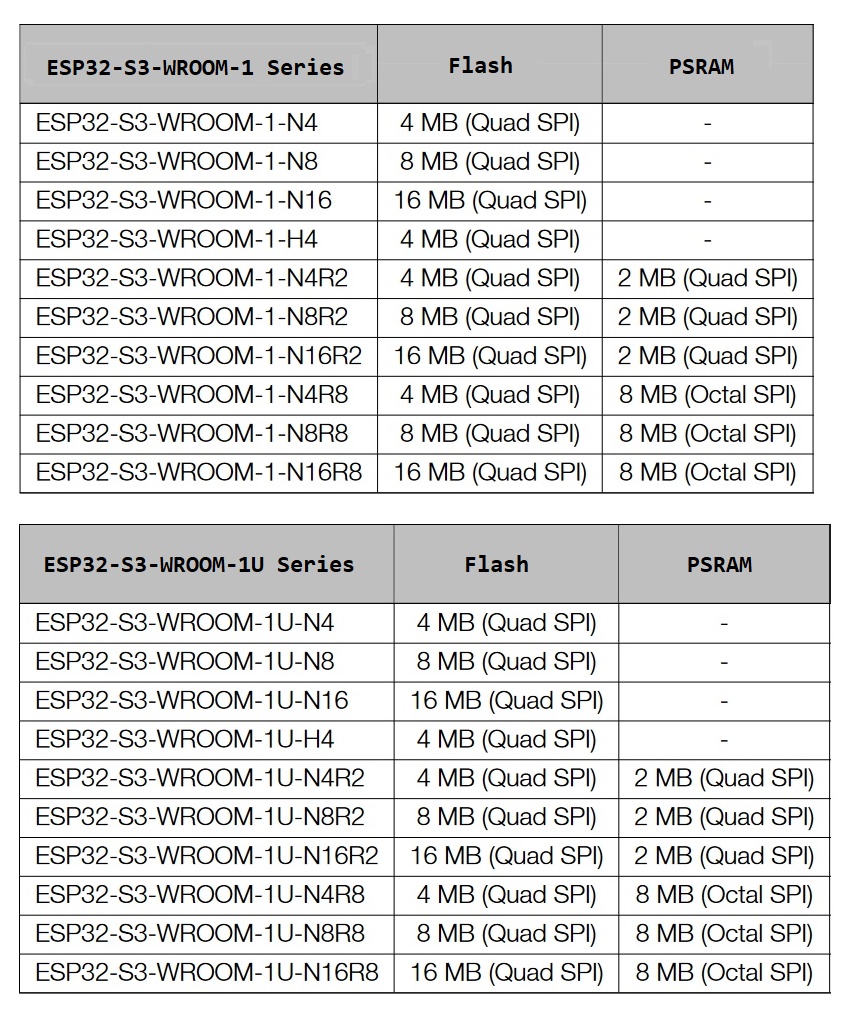 ESP32-S3-WROOM-1 Series Flash PSRAM
ESP32-S3-WROOM-1-N4 4 MB (Quad SPI) -
ESP32-S3-WROOM-1-N8 8 MB (Quad SPI) -
ESP32-S3-WROOM-1-N16 16 MB (Quad SPI) -
ESP32-S3-WROOM-1-H4 4 MB (Quad SPI) -
ESP32-S3-WROOM-1-N4R2 4 MB (Quad SPI) 2 MB (Quad SPI)
ESP32-S3-WROOM-1-N8R2 8 MB (Quad SPI) 2 MB (Quad SPI)
ESP32-S3-WROOM-1-N16R2 16 MB (Quad SPI) 2 MB (Quad SPI)
ESP32-S3-WROOM-1-N4R8 4 MB (Quad SPI) 8 MB (Octal SPI)
ESP32-S3-WROOM-1-N8R8 8 MB (Quad SPI) 8 MB (Octal SPI)
ESP32-S3-WROOM-1-N16R8 16 MB (Quad SPI) 8 MB (Octal SPI)
ESP32-S3-WROOM-1U Series Flash PSRAM
ESP32-S3-WROOM-1U-N4 4 MB (Quad SPI) -
ESP32-S3-WROOM-1U-N8 8 MB (Quad SPI) -
ESP32-S3-WROOM-1U-N16 16 MB (Quad SPI) -
ESP32-S3-WROOM-1U-H4 4 MB (Quad SPI) -
ESP32-S3-WROOM-1U-N4R2 4 MB (Quad SPI) 2 MB (Quad SPI)
ESP32-S3-WROOM-1U-N8R2 8 MB (Quad SPI) 2 MB (Quad SPI)
ESP32-S3-WROOM-1U-N16R2 16 MB (Quad SPI) 2 MB (Quad SPI)
ESP32-S3-WROOM-1U-N4R8 4 MB (Quad SPI) 8 MB (Octal SPI)
ESP32-S3-WROOM-1U-N8R8 8 MB (Quad SPI) 8 MB (Octal SPI)
ESP32-S3-WROOM-1U-N16R8 16 MB (Quad SPI) 8 MB (Octal SPI)